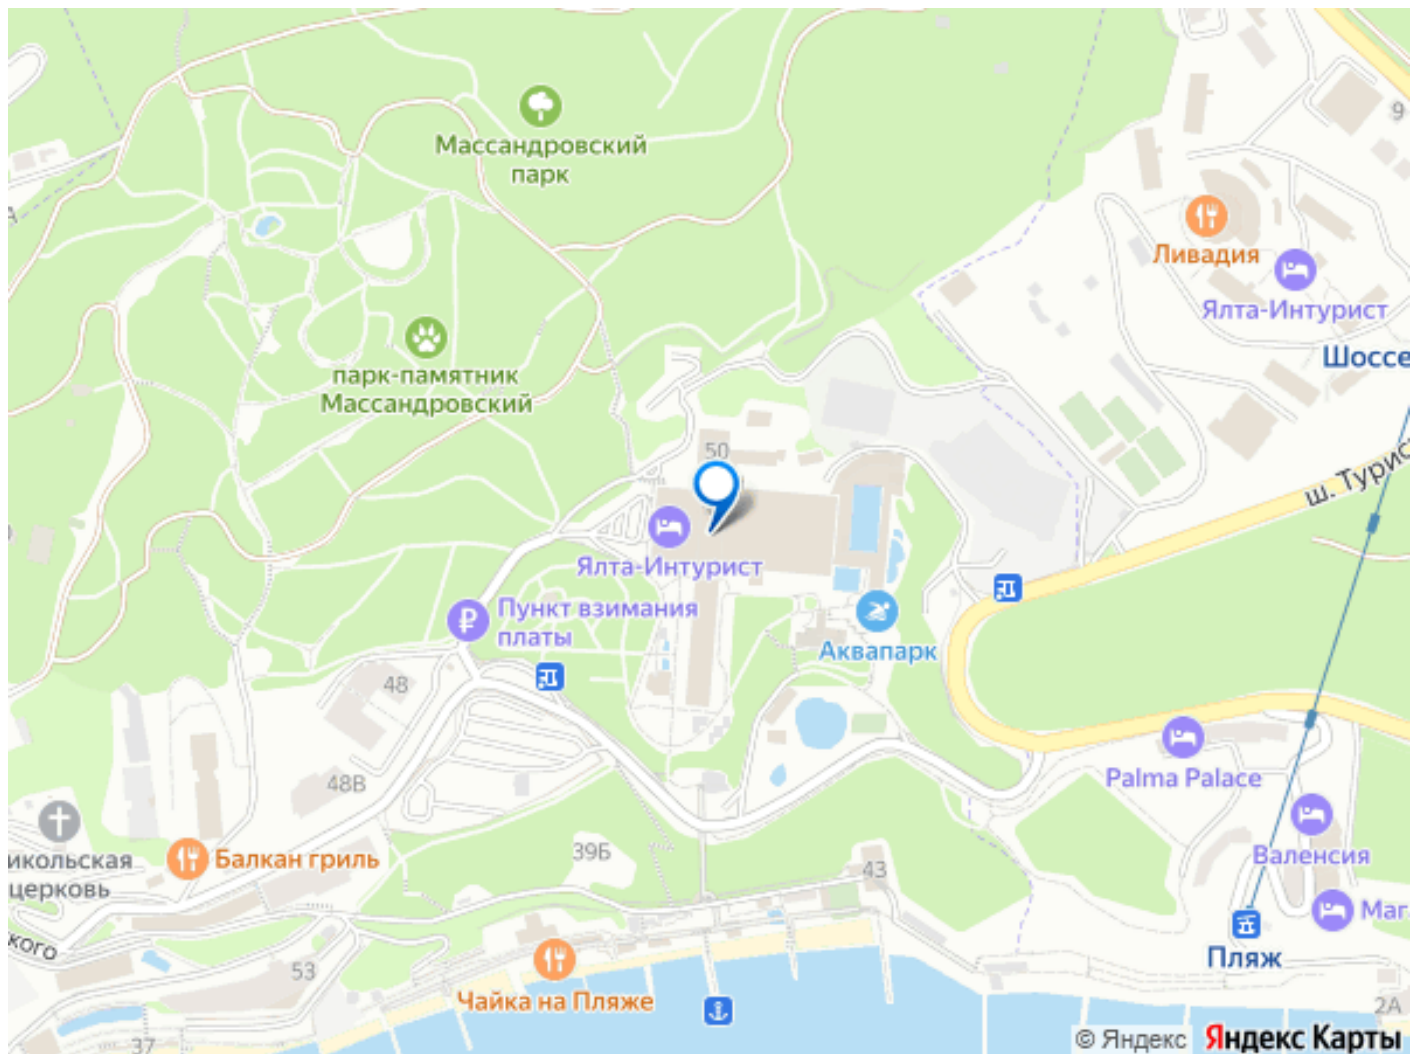 Массандровский
парк
9
Ливадия
Ялта-Интурист
Шоссе
парк-памятник
Массандровский
50
ш. Турис
Ялта-Интурист
Пункт взимания
платы
Аквапарк
48
48В
Palma Palace
икольская
церковь
Балкан гриль
39Б
43
Валенсия
Маг
кого
53
Пляж
Чайка на Пляже
2А
37
© Яндекс
Яндекс Карты